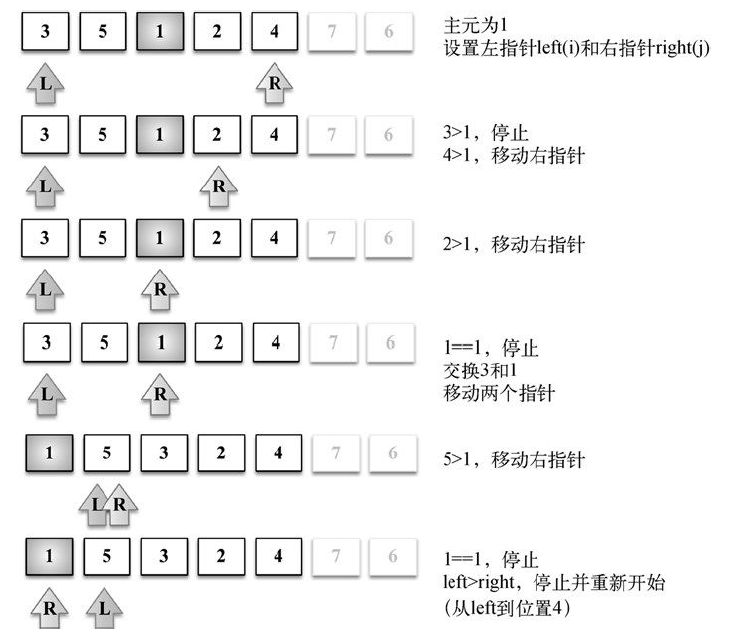 3 5 1 2 4 7 6
主元为1
设置左指针left(i)和右指针right(j)
L R
3 5 1 2 4 7 6
3>1，停止
4>1，移动右指针
L R
3 5 1 2 4 7 6
2>1，移动右指针
L R
3 5 1 2 4 7 6
1==1，停止
交换3和1
移动两个指针
L R
1 5 3 2 4 7 6
5>1，移动右指针
L R
1 5 3 2 4 7 6
1==1，停止
left>right，停止并重新开始
（从left到位置4）
R L